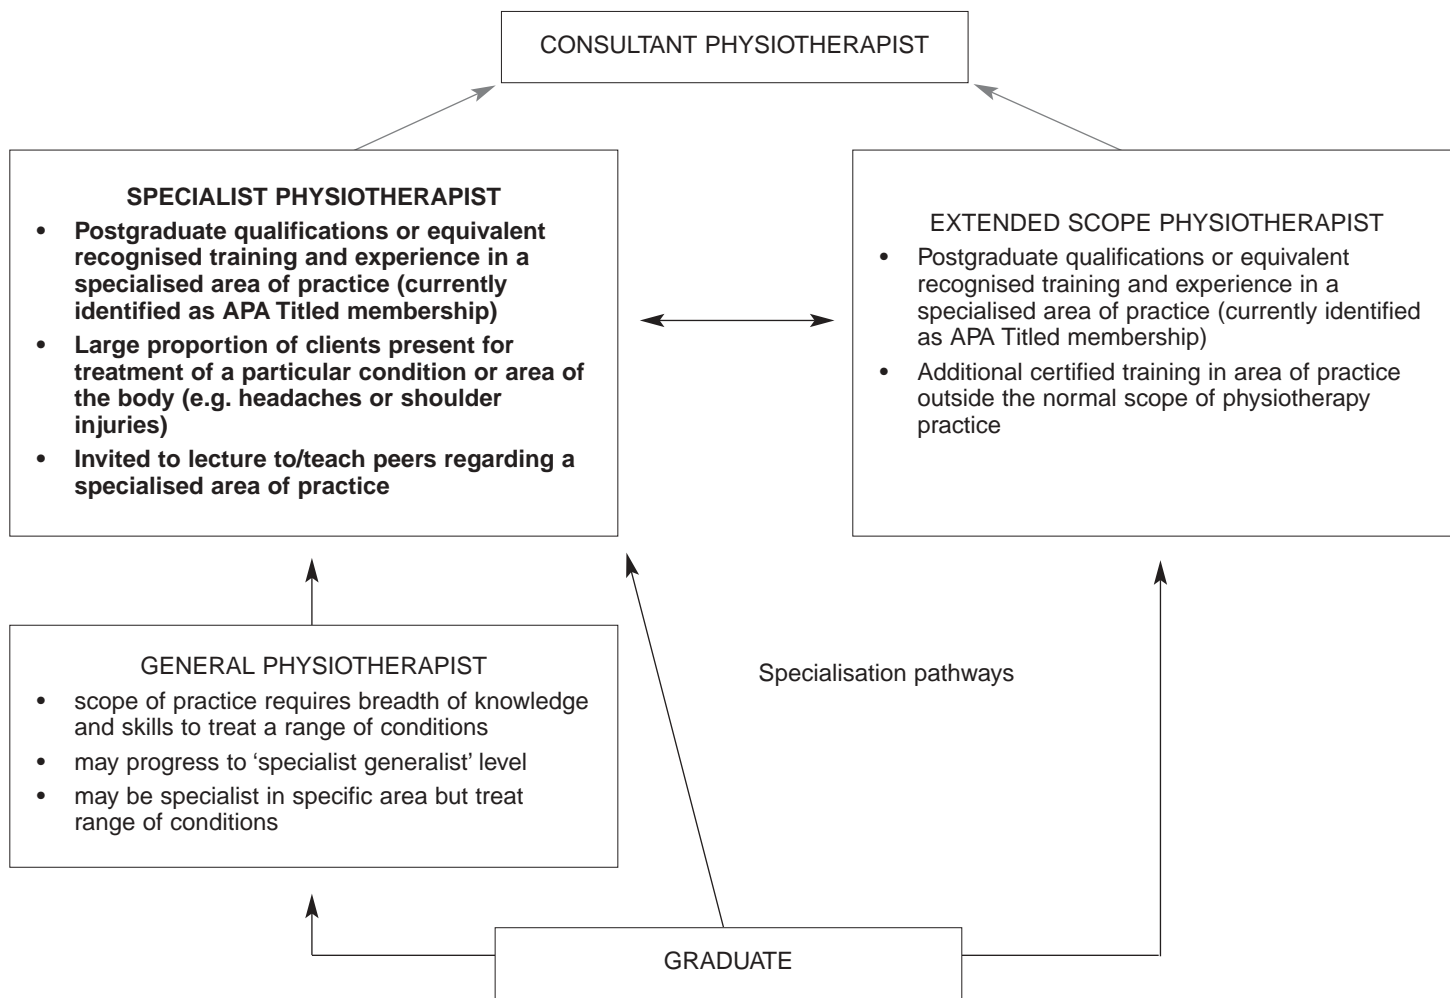 CONSULTANT PHYSIOTHERAPIST
SPECIALIST PHYSIOTHERAPIST
• Postgraduate qualifications or equivalent
recognised training and experience in a
specialised area of practice (currently
identified as APA Titled membership)
• Large proportion of clients present for
treatment of a particular condition or area of
the body (e.g. headaches or shoulder
injuries)
• Invited to lecture to/teach peers regarding a
specialised area of practice
EXTENDED SCOPE PHYSIOTHERAPIST
• Postgraduate qualifications or equivalent
recognised training and experience in a
specialised area of practice (currently identified
as APA Titled membership)
• Additional certified training in area of practice
outside the normal scope of physiotherapy
practice
GENERAL PHYSIOTHERAPIST
• scope of practice requires breadth of knowledge
and skills to treat a range of conditions
• may progress to ‘specialist generalist’ level
• may be specialist in specific area but treat
range of conditions
Specialisation pathways
GRADUATE